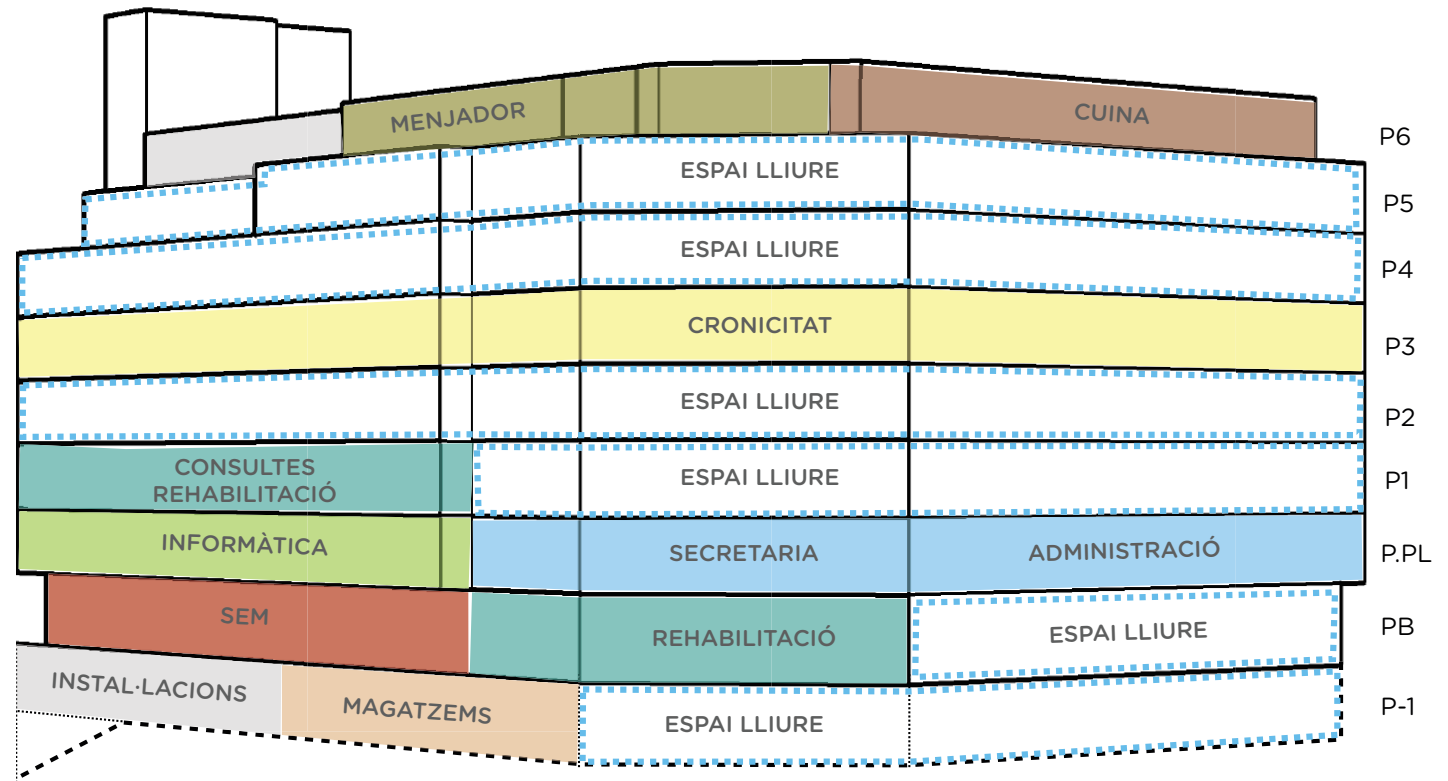 MENJADOR
CUINA
P6
ESPAI LLIURE
P5
ESPAI LLIURE
P4
CRONICITAT
P3
ESPAI LLIURE
P2
CONSULTES
REHABILITACIÓ
ESPAI LLIURE
P1
INFORMÀTICA
SECRETARIA
ADMINISTRACIÓ
P.PL
SEM
REHABILITACIÓ
ESPAI LLIURE
PB
INSTAL·LACIONS
MAGATZEMS
ESPAI LLIURE
P-1